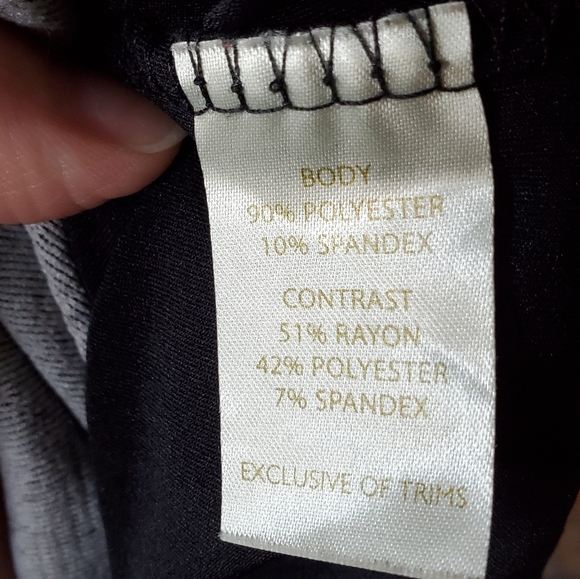 BODY
90% POLYESTER
10% SPANDEX
CONTRAST
51% RAYON
42% POLYESTER
7% SPANDEX
EXCLUSIVE OF TRIMS